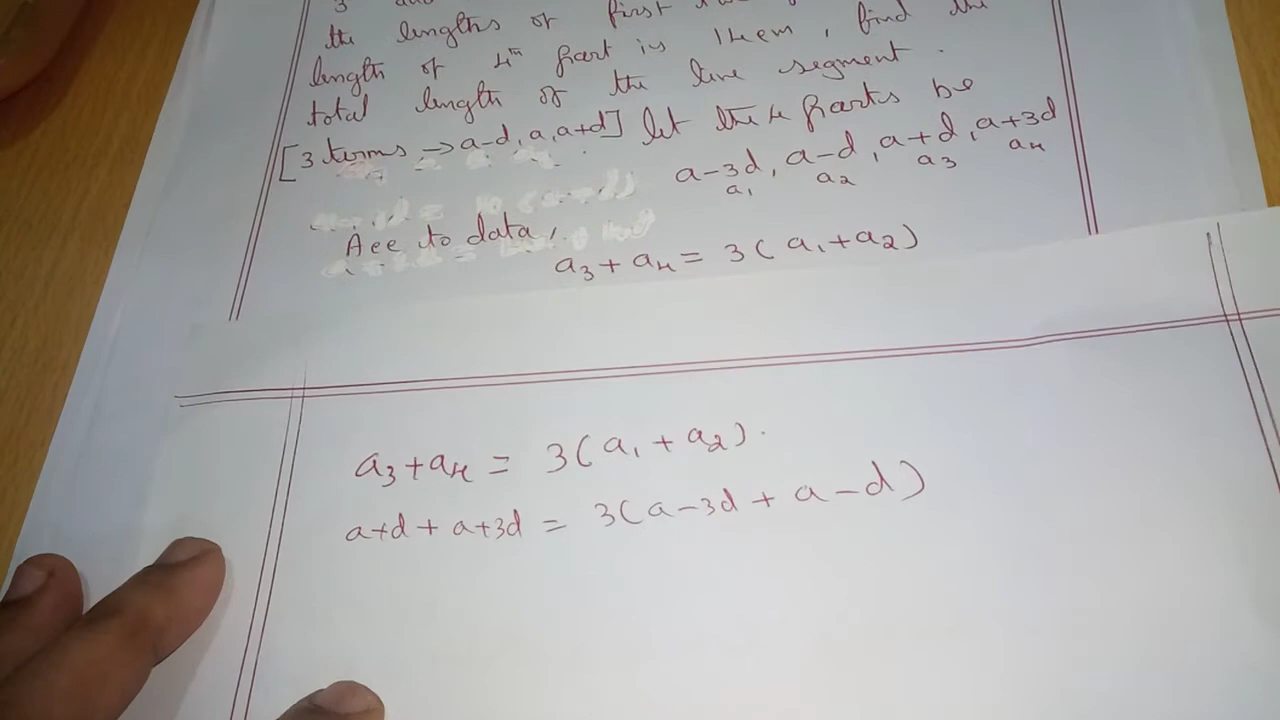 3
the lengths of first
length of 4th part is 14cm, find the
total length of the line segment.
[3 terms → a-d, a, a+d] let the 4 parts be
a-3d, a-d, a+d, a+3d
a1 a2 a3 a4
Acc to data,
a3 + a4 = 3(a1 + a2)
a3 + a4 = 3(a1 + a2).
a+d + a+3d = 3(a-3d + a-d)